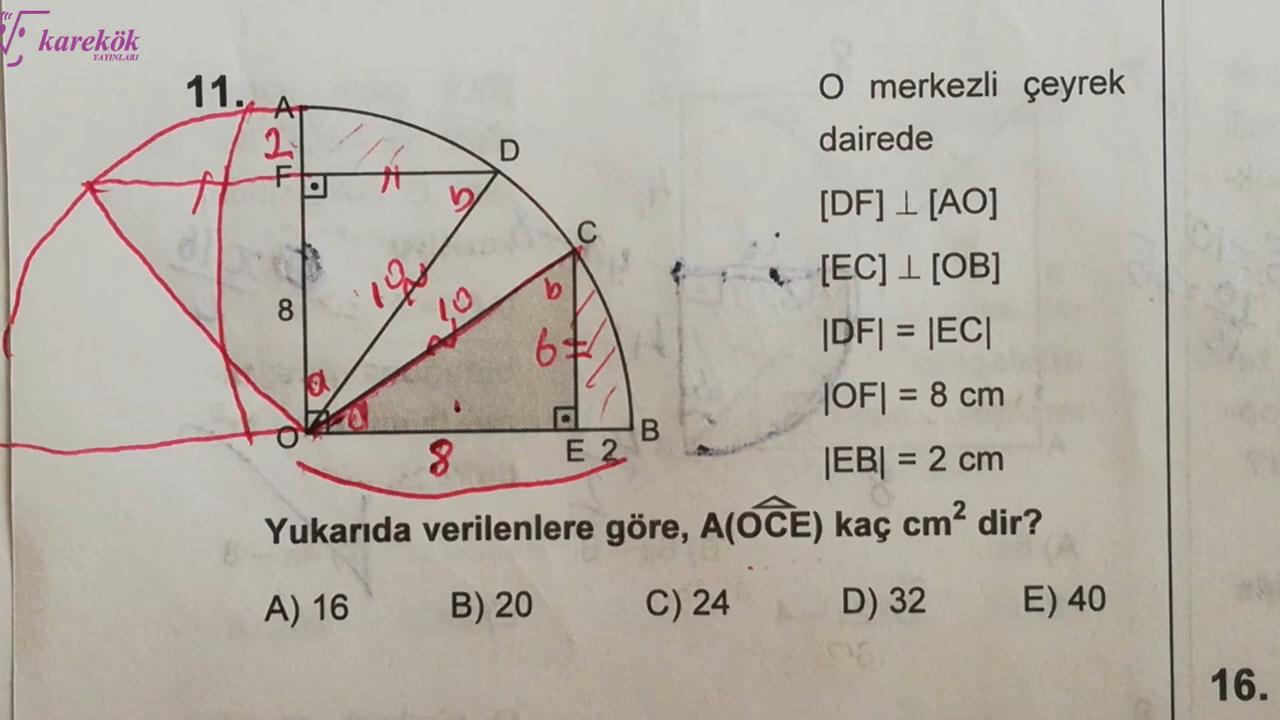 karekök
YAYINLARI
11.
O merkezli çeyrek
dairede
[DF] ⊥ [AO]
[EC] ⊥ [OB]
|DF| = |EC|
|OF| = 8 cm
|EB| = 2 cm
A
2
F
D
b
C
10
10
b
8
6
a
a
O
8
E
2
B
Yukarıda verilenlere göre, A(OĈE) kaç cm² dir?
A) 16 B) 20 C) 24 D) 32 E) 40
16.